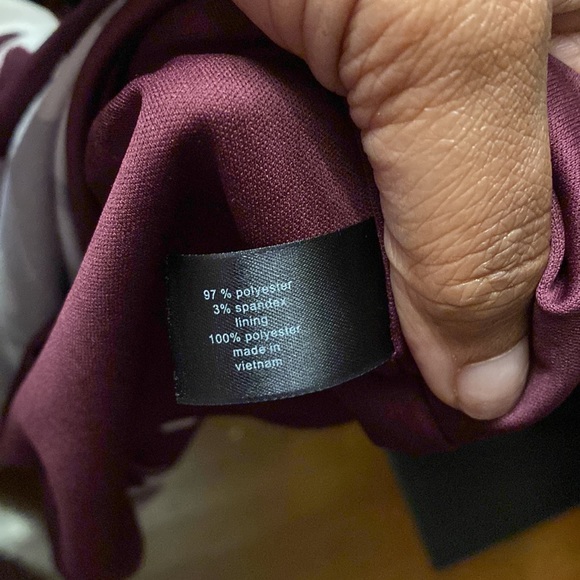 97 % polyester
3% spandex
lining
100% polyester
made in
vietnam